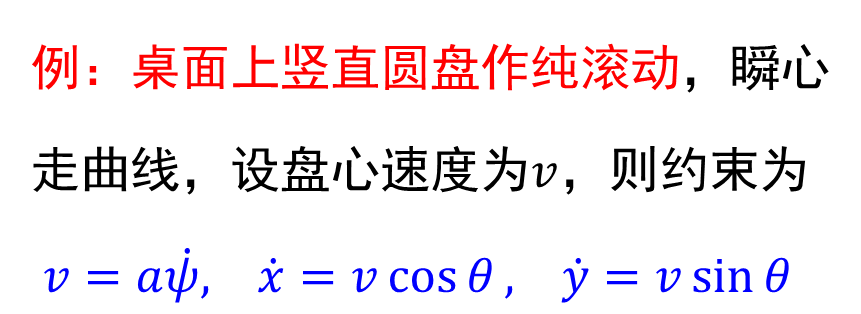 例：桌面上竖直圆盘作纯滚动，瞬心
走曲线，设盘心速度为𝑣，则约束为
𝑣 = 𝑎𝜓̇, 𝑥̇ = 𝑣 cos 𝜃 , 𝑦̇ = 𝑣 sin 𝜃